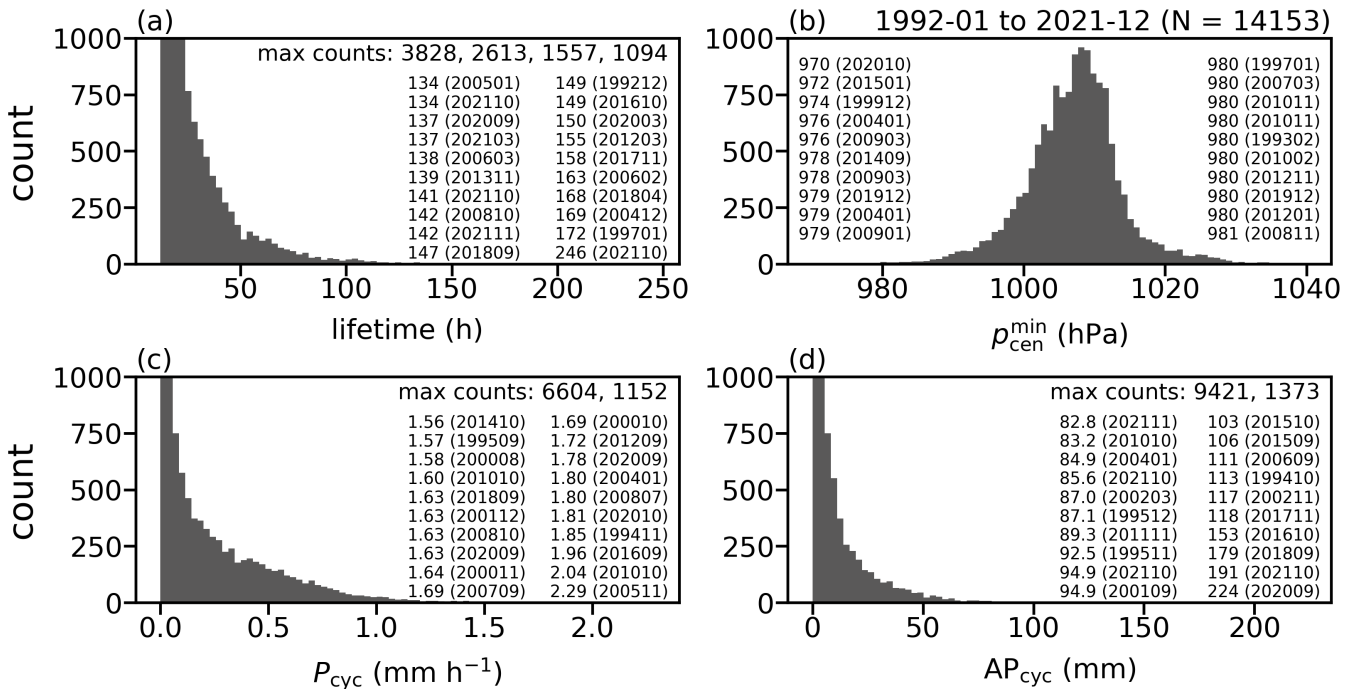 (a)
max counts: 3828, 2613, 1557, 1094
134 (200501) 149 (199212)
134 (202110) 149 (201610)
137 (202009) 150 (202003)
137 (202103) 155 (201203)
138 (200603) 158 (201711)
139 (201311) 163 (200602)
141 (202110) 168 (201804)
142 (200810) 169 (200412)
142 (202111) 172 (199701)
147 (201809) 246 (202110)
count
1000
750
500
250
0
50 100 150 200 250
lifetime (h)
(b) 1992-01 to 2021-12 (N = 14153)
970 (202010) 980 (199701)
972 (201501) 980 (200703)
974 (199912) 980 (201011)
976 (200401) 980 (201011)
976 (200903) 980 (199302)
978 (201409) 980 (201002)
978 (200903) 980 (201211)
979 (201912) 980 (201912)
979 (200401) 980 (201201)
979 (200901) 981 (200811)
1000
750
500
250
0
980 1000 1020 1040
p_cen^min (hPa)
(c)
max counts: 6604, 1152
1.56 (201410) 1.69 (200010)
1.57 (199509) 1.72 (201209)
1.58 (200008) 1.78 (202009)
1.60 (201010) 1.80 (200401)
1.63 (201809) 1.80 (200807)
1.63 (200112) 1.81 (202010)
1.63 (200810) 1.85 (199411)
1.63 (202009) 1.96 (201609)
1.64 (200011) 2.04 (201010)
1.69 (200709) 2.29 (200511)
count
1000
750
500
250
0
0.0 0.5 1.0 1.5 2.0
P_cyc (mm h⁻¹)
(d)
max counts: 9421, 1373
82.8 (202111) 103 (201510)
83.2 (201010) 106 (201509)
84.9 (200401) 111 (200609)
85.6 (202110) 113 (199410)
87.0 (200203) 117 (200211)
87.1 (199512) 118 (201711)
89.3 (201111) 153 (201610)
92.5 (199511) 179 (201809)
94.9 (202110) 191 (202110)
94.9 (200109) 224 (202009)
1000
750
500
250
0
0 50 100 150 200
AP_cyc (mm)